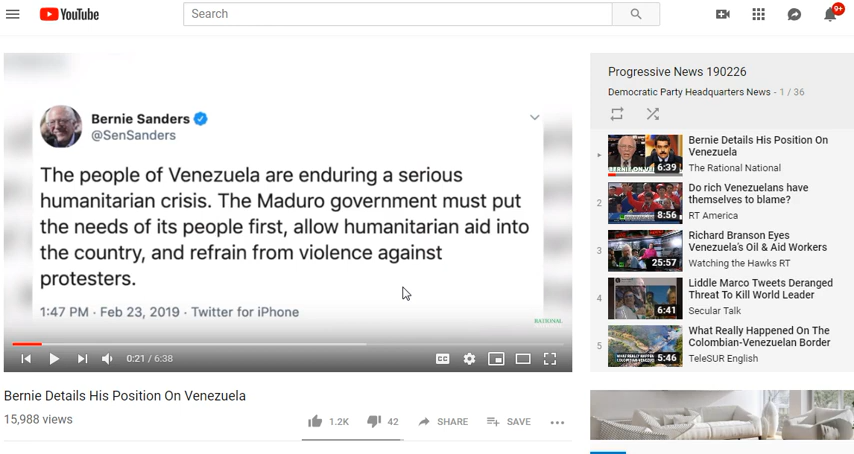 YouTube
Search
9+
Bernie Sanders
@SenSanders
The people of Venezuela are enduring a serious
humanitarian crisis. The Maduro government must put
the needs of its people first, allow humanitarian aid into
the country, and refrain from violence against
protesters.
1:47 PM · Feb 23, 2019 · Twitter for iPhone
RATIONAL
0:21 / 6:38
CC
Bernie Details His Position On Venezuela
15,988 views
1.2K
42
SHARE
SAVE
Progressive News 190226
Democratic Party Headquarters News - 1 / 36
6:39
Bernie Details His Position On
Venezuela
The Rational National
2
8:56
Do rich Venezuelans have
themselves to blame?
RT America
3
25:57
Richard Branson Eyes
Venezuela's Oil & Aid Workers
Watching the Hawks RT
4
6:41
Liddle Marco Tweets Deranged
Threat To Kill World Leader
Secular Talk
5
5:46
What Really Happened On The
Colombian-Venezuelan Border
TeleSUR English